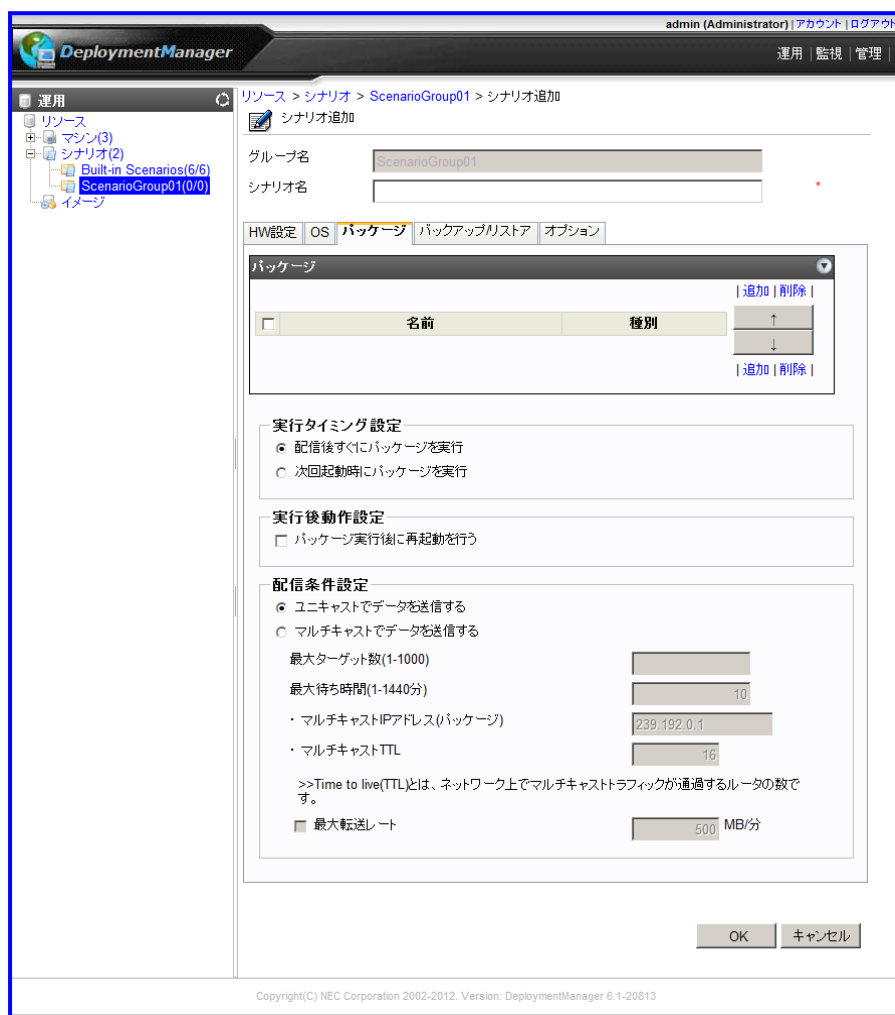 admin (Administrator) | アカウント | ログアウト
DeploymentManager
運用 | 監視 | 管理 |
運用
リソース
マシン(3)
シナリオ(2)
Built-in Scenarios(6/6)
ScenarioGroup01(0/0)
イメージ
リソース > シナリオ > ScenarioGroup01 > シナリオ追加
シナリオ追加
グループ名 ScenarioGroup01
シナリオ名 *
HW設定 OS パッケージ バックアップ/リストア オプション
パッケージ
| 追加 | 削除 |
名前 種別 ↑
↓
| 追加 | 削除 |
実行タイミング設定
配信後すぐにパッケージを実行
次回起動時にパッケージを実行
実行後動作設定
パッケージ実行後に再起動を行う
配信条件設定
ユニキャストでデータを送信する
マルチキャストでデータを送信する
最大ターゲット数(1-1000)
最大待ち時間(1-1440分) 10
・マルチキャストIPアドレス(パッケージ) 239.192.0.1
・マルチキャストTTL 16
>>Time to live(TTL)とは、ネットワーク上でマルチキャストトラフィックが通過するルータの数で
す。
最大転送レート 500 MB/分
OK キャンセル
Copyright(C) NEC Corporation 2002-2012. Version: DeploymentManager 6.1-20813